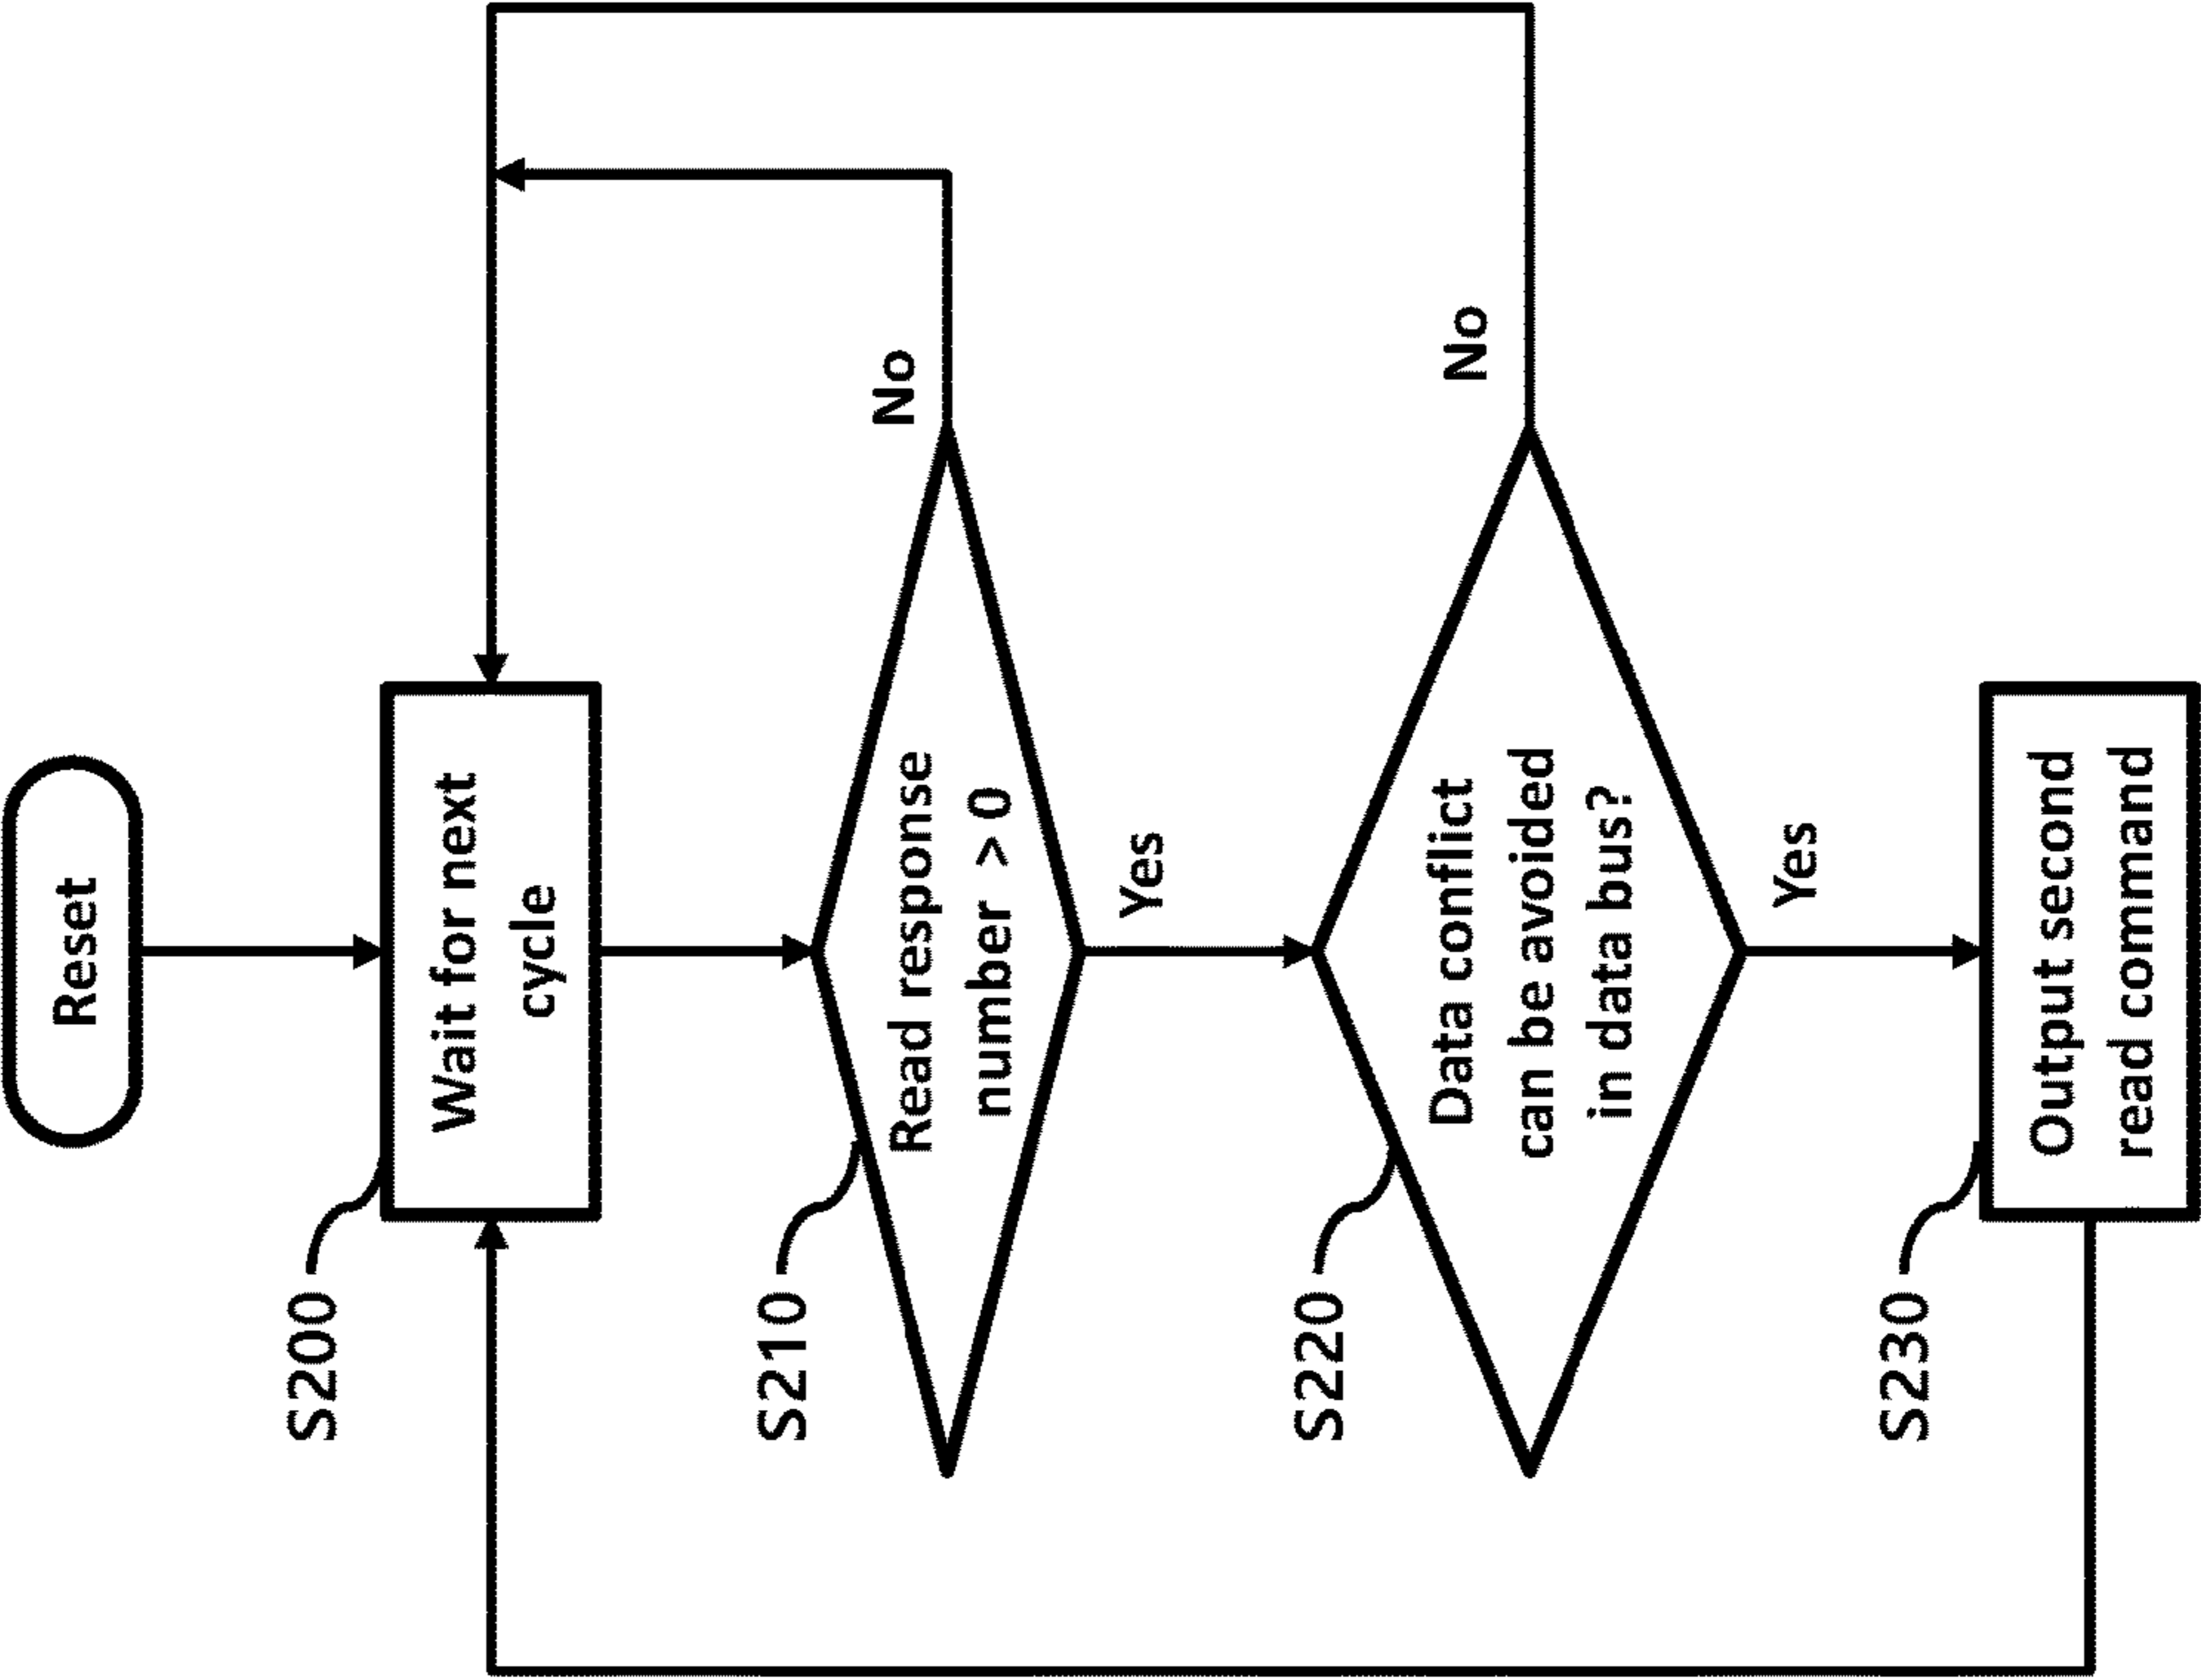 Reset
S200
Wait for next
cycle
S210
Read response
number > 0
No
Yes
S220
Data conflict
can be avoided
in data bus?
No
Yes
S230
Output second
read command